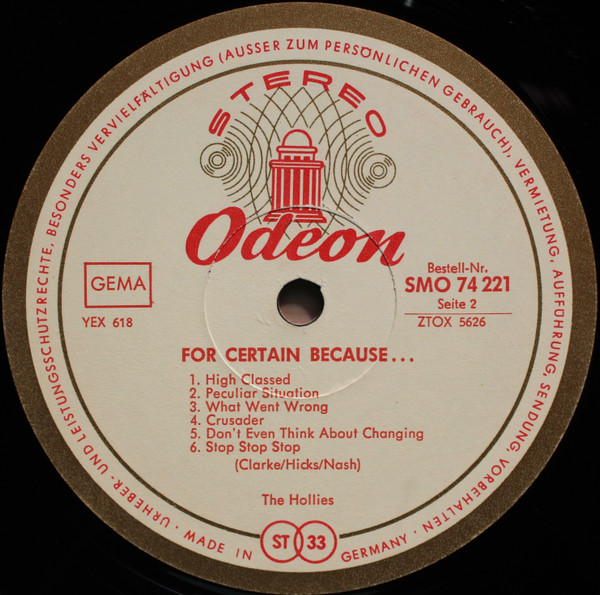 URHEBER- UND LEISTUNGSSCHUTZRECHTE, BESONDERS VERVIELFÄLTIGUNG (AUSSER ZUM PERSÖNLICHEN GEBRAUCH), VERMIETUNG, AUFFÜHRUNG, SENDUNG, VORBEHALTEN •
STEREO
Odeon
GEMA
YEX 618
Bestell-Nr.
SMO 74 221
Seite 2
ZTOX 5626
FOR CERTAIN BECAUSE...
1. High Classed
2. Peculiar Situation
3. What Went Wrong
4. Crusader
5. Don't Even Think About Changing
6. Stop Stop Stop
(Clarke/Hicks/Nash)
The Hollies
• MADE IN GERMANY •
ST 33